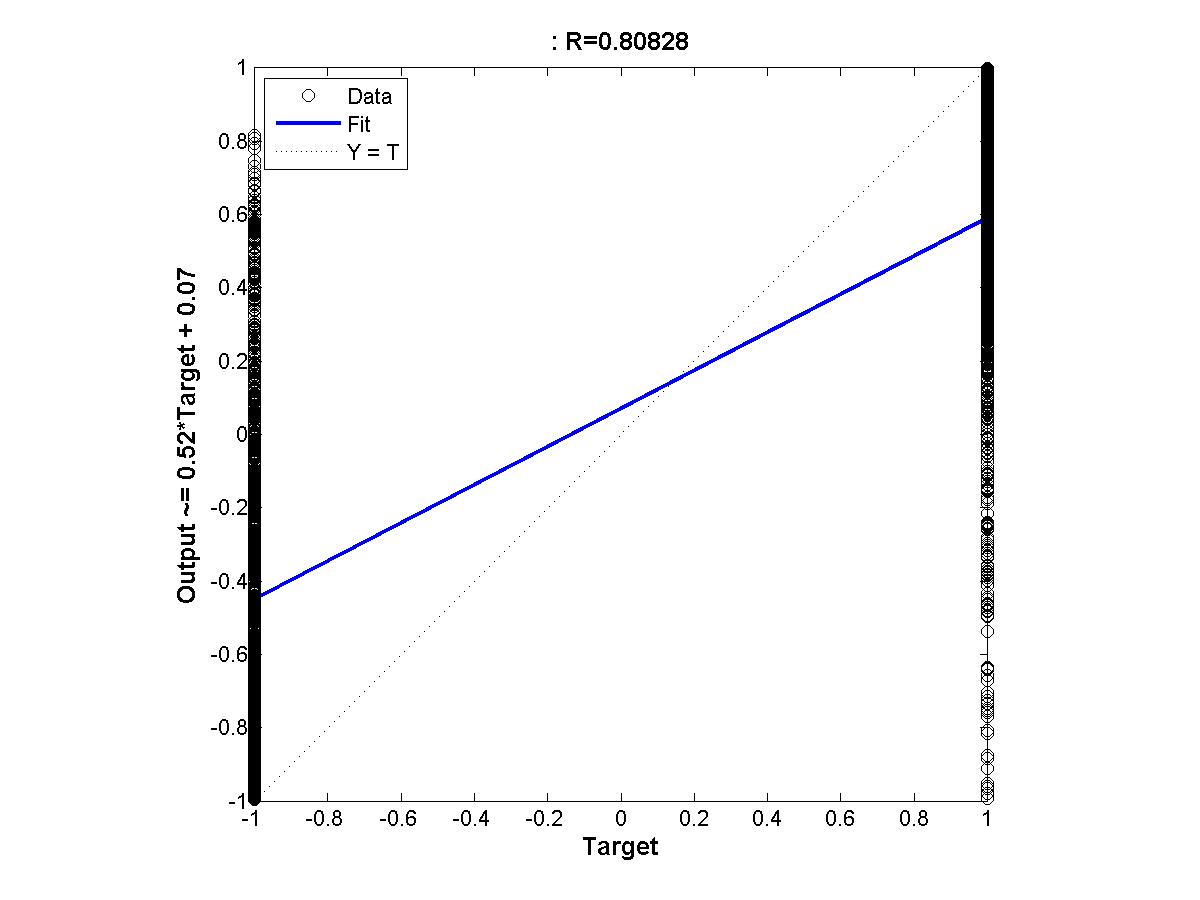 : R=0.80828
Data
Fit
Y = T
Output ~= 0.52*Target + 0.07
1
0.8
0.6
0.4
0.2
0
-0.2
-0.4
-0.6
-0.8
-1
-1 -0.8 -0.6 -0.4 -0.2 0 0.2 0.4 0.6 0.8 1
Target